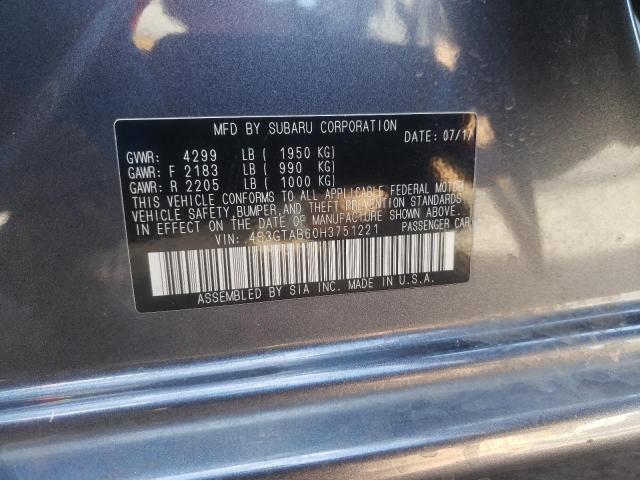 MFD BY SUBARU CORPORATION
DATE: 07/17
GVWR: 4299 LB ( 1950 KG)
GAWR: F 2183 LB ( 990 KG)
GAWR: R 2205 LB ( 1000 KG)
THIS VEHICLE CONFORMS TO ALL APPLICABLE FEDERAL MOTOR
VEHICLE SAFETY, BUMPER, AND THEFT PREVENTION STANDARDS
IN EFFECT ON THE DATE OF MANUFACTURE SHOWN ABOVE.
VIN: 4S3GTAB60H3751221 PASSENGER CAR
ASSEMBLED BY SIA INC. MADE IN U.S.A.